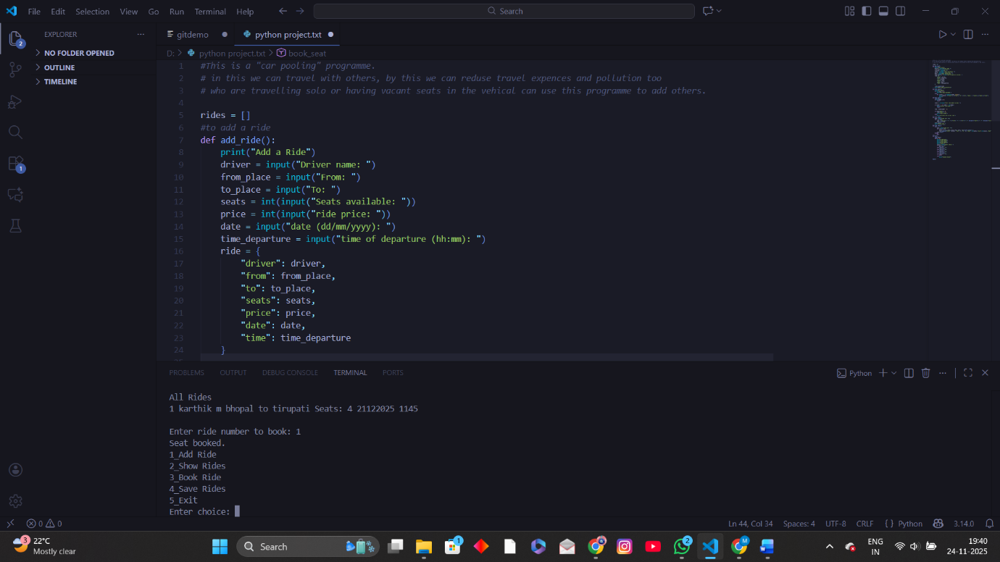 File Edit Selection View Go Run Terminal Help
Search
EXPLORER
gitdemo
python project.txt
2
NO FOLDER OPENED
OUTLINE
TIMELINE
1
D: > python project.txt > book_seat
1 #This is a "car pooling" programme.
2 # in this we can travel with others, by this we can reduse travel expences and pollution too
3 # who are travelling solo or having vacant seats in the vehical can use this programme to add others.
4
5 rides = []
6 #to add a ride
7 def add_ride():
8 print("Add a Ride")
9 driver = input("Driver name: ")
10 from_place = input("From: ")
11 to_place = input("To: ")
12 seats = int(input("Seats available: "))
13 price = int(input("ride price: "))
14 date = input("date (dd/mm/yyyy): ")
15 time_departure = input("time of departure (hh:mm): ")
16 ride = {
17 "driver": driver,
18 "from": from_place,
19 "to": to_place,
20 "seats": seats,
21 "price": price,
22 "date": date,
23 "time": time_departure
24 }
PROBLEMS OUTPUT DEBUG CONSOLE TERMINAL PORTS
Python
All Rides
1 karthik m bhopal to tirupati Seats: 4 21122025 1145
Enter ride number to book: 1
Seat booked.
1_Add Ride
2_Show Rides
3_Book Ride
4_Save Rides
5_Exit
Enter choice:
0 0
Ln 44, Col 34 Spaces: 4 UTF-8 CRLF { } Python 3.14.0
3
22°C
Mostly clear
Search
1
M
2
W
ENG
IN
19:40
24-11-2025